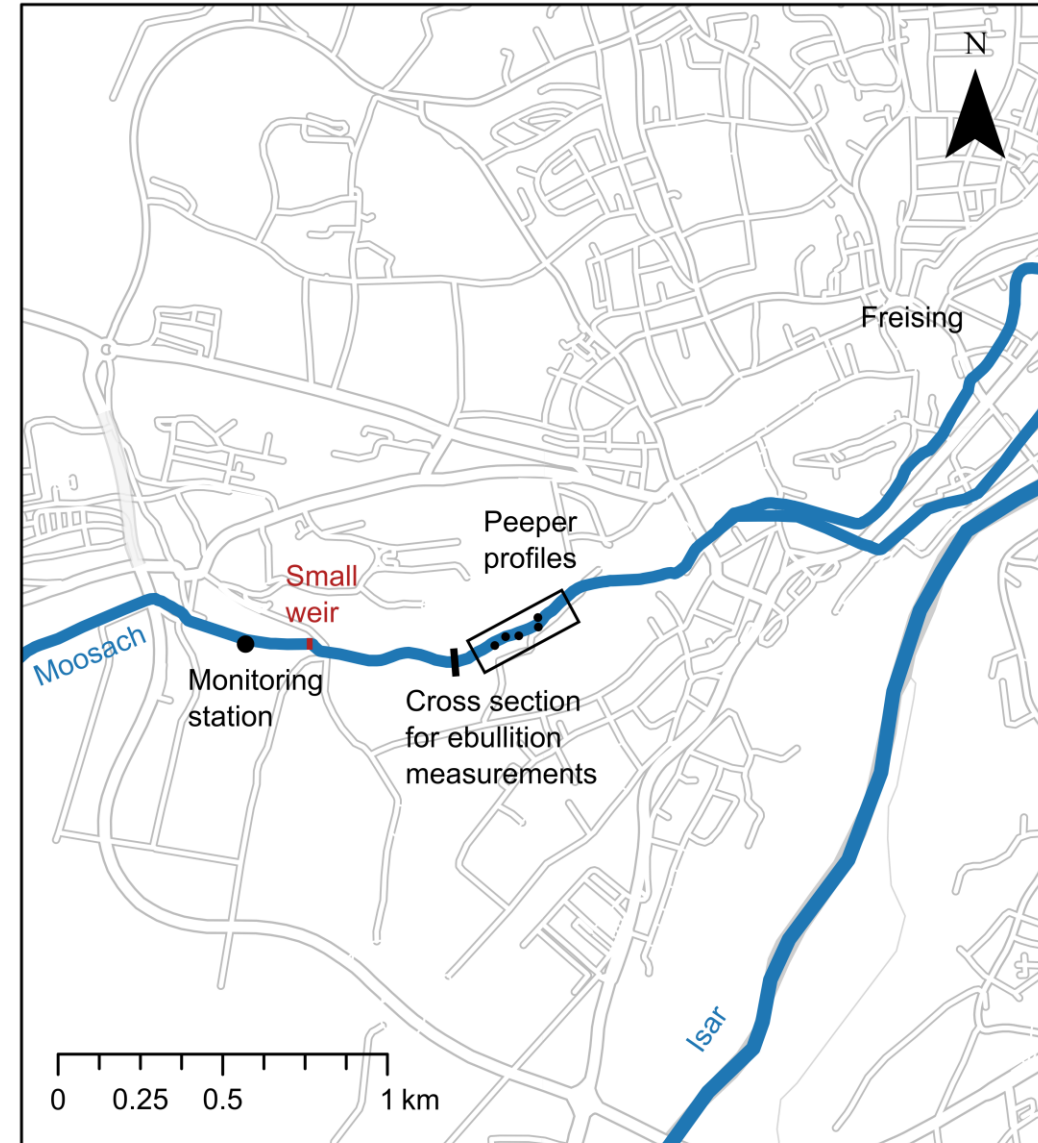 N
Freising
Peeper
profiles
Small
weir
Moosach
Monitoring
station
Cross section
for ebullition
measurements
Isar
0 0.25 0.5 1 km